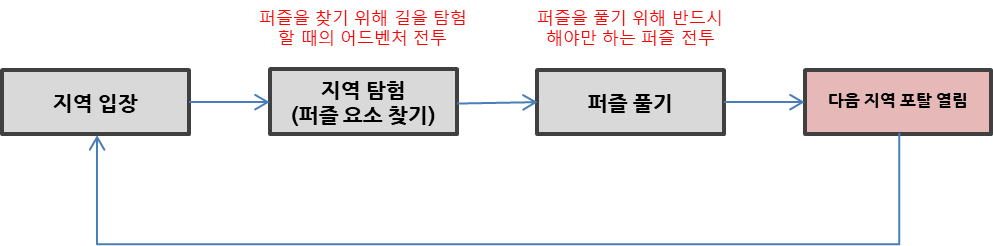 퍼즐을 찾기 위해 길을 탐험
할 때의 어드벤처 전투
퍼즐을 풀기 위해 반드시
해야만 하는 퍼즐 전투
지역 입장
지역 탐험
(퍼즐 요소 찾기)
퍼즐 풀기
다음 지역 포탈 열림